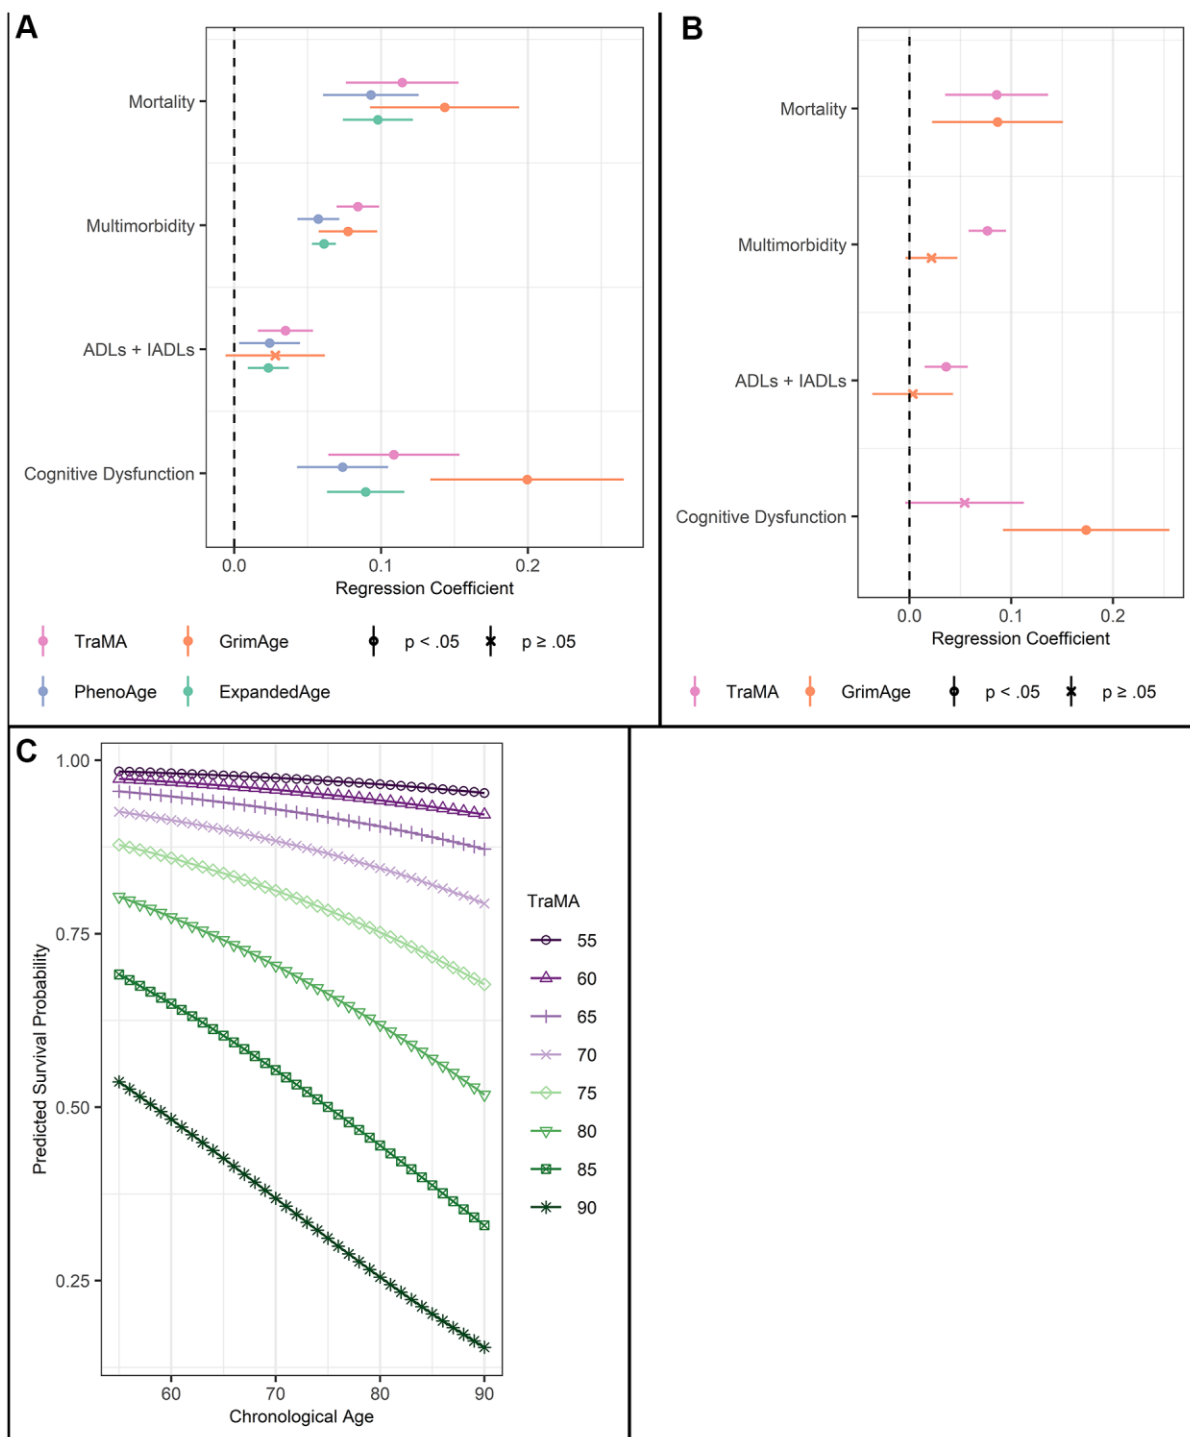 A
Mortality
Multimorbidity
ADLs + IADLs
Cognitive Dysfunction
0.0 0.1 0.2
Regression Coefficient
TraMA GrimAge p < .05 p ≥ .05
PhenoAge ExpandedAge
B
Mortality
Multimorbidity
ADLs + IADLs
Cognitive Dysfunction
0.0 0.1 0.2
Regression Coefficient
TraMA GrimAge p < .05 p ≥ .05
C
Predicted Survival Probability
1.00
0.75
0.50
0.25
60 70 80 90
Chronological Age
TraMA
55
60
65
70
75
80
85
90